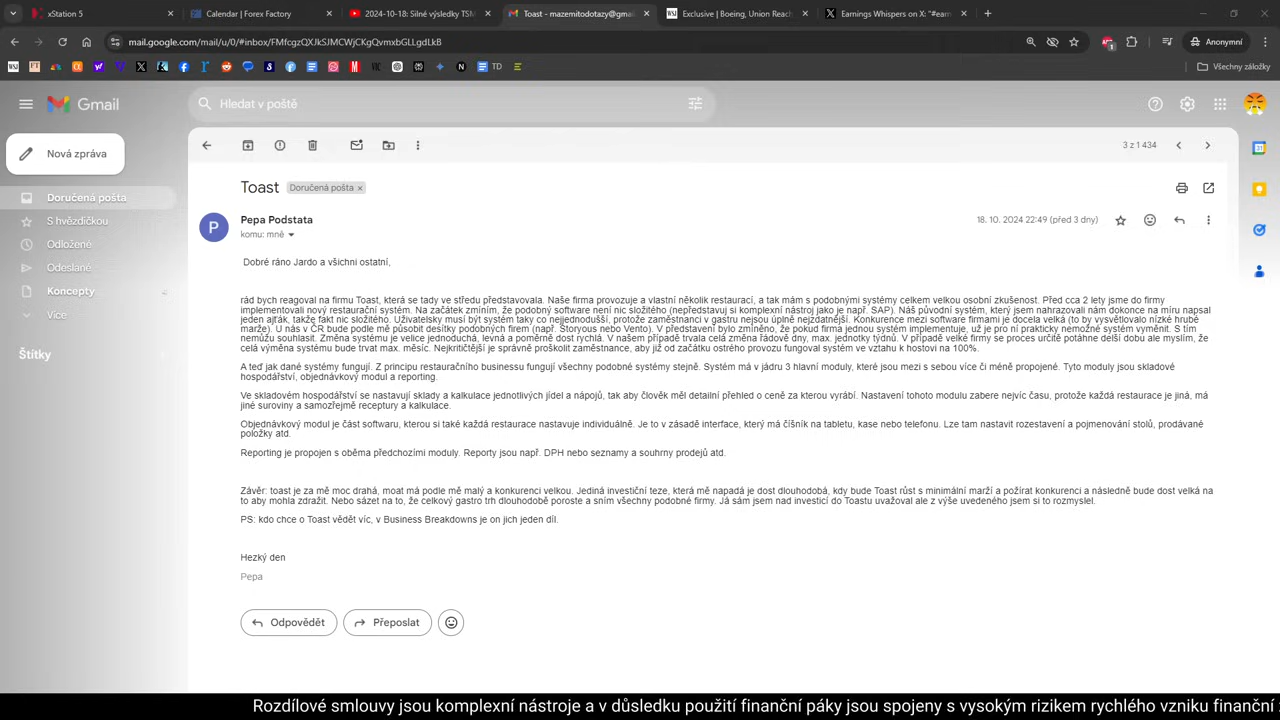 xStation 5
Calendar | Forex Factory
2024-10-18: Silné výsledky TSM
Toast - mazemitodotazy@gmai
Exclusive | Boeing, Union Reach
Earnings Whispers on X: "#earn
mail.google.com/mail/u/0/#inbox/FMfcgzQXJkSJMCWjCKgQvmxbGLLgdLkB
Anonymní
TD
Všechny záložky
Gmail
Hledat v poště
Nová zpráva
3 z 1 434
Doručená pošta
S hvězdičkou
Odložené
Odeslané
Koncepty
Více
Štítky
Toast Doručená pošta ×
Pepa Podstata
18. 10. 2024 22:49 (před 3 dny)
komu: mně
Dobré ráno Jardo a všichni ostatní,
rád bych reagoval na firmu Toast, která se tady ve středu představovala. Naše firma provozuje a vlastní několik restaurací, a tak mám s podobnými systémy celkem velkou osobní zkušenost. Před cca 2 lety jsme do firmy
implementovali nový restaurační systém. Na začátek zmíním, že podobný software není nic složitého (nepředstavuj si komplexní nástroj jako je např. SAP). Náš původní systém, který jsem nahrazovali nám dokonce na míru napsal
jeden ajťák, takže fakt nic složitého. Uživatelsky musí být systém taky co nejjednodušší, protože zaměstnanci v gastru nejsou úplně nejzdatnější. Konkurence mezi software firmami je docela velká (to by vysvětlovalo nízké hrubé
marže). U nás v ČR bude podle mě působit desítky podobných firem (např. Storyous nebo Vento). V představení bylo zmíněno, že pokud firma jednou systém implementuje, už je pro ní prakticky nemožné systém vyměnit. S tím
nemůžu souhlasit. Změna systému je velice jednoduchá, levná a poměrně dost rychlá. V našem případě trvala celá změna řádově dny, max. jednotky týdnů. V případě velké firmy se proces určitě potáhne delší dobu ale myslím, že
celá výměna systému bude trvat max. měsíc. Nejkritičtější je správně proškolit zaměstnance, aby již od začátku ostrého provozu fungoval systém ve vztahu k hostovi na 100%.
A teď jak dané systémy fungují. Z principu restauračního businessu fungují všechny podobné systémy stejně. Systém má v jádru 3 hlavní moduly, které jsou mezi s sebou více či méně propojené. Tyto moduly jsou skladové
hospodářství, objednávkový modul a reporting.
Ve skladovém hospodářství se nastavují sklady a kalkulace jednotlivých jídel a nápojů, tak aby člověk měl detailní přehled o ceně za kterou vyrábí. Nastavení tohoto modulu zabere nejvíc času, protože každá restaurace je jiná, má
jiné suroviny a samozřejmě receptury a kalkulace.
Objednávkový modul je část softwaru, kterou si také každá restaurace nastavuje individuálně. Je to v zásadě interface, který má číšník na tabletu, kase nebo telefonu. Lze tam nastavit rozestavení a pojmenování stolů, prodávané
položky atd.
Reporting je propojen s oběma předchozími moduly. Reporty jsou např. DPH nebo seznamy a souhrny prodejů atd.
Závěr: toast je za mě moc drahá, moat má podle mě malý a konkurenci velkou. Jediná investiční teze, která mě napadá je dost dlouhodobá, kdy bude Toast růst s minimální marží a požírat konkurenci a následně bude dost velká na
to aby mohla zdražit. Nebo sázet na to, že celkový gastro trh dlouhodobě poroste a sním všechny podobné firmy. Já sám jsem nad investicí do Toastu uvažoval ale z výše uvedeného jsem si to rozmyslel.
PS: kdo chce o Toast vědět víc, v Business Breakdowns je on jich jeden díl.
Hezký den
Pepa
Odpovědět
Přeposlat
Rozdílové smlouvy jsou komplexní nástroje a v důsledku použití finanční páky jsou spojeny s vysokým rizikem rychlého vzniku finanční